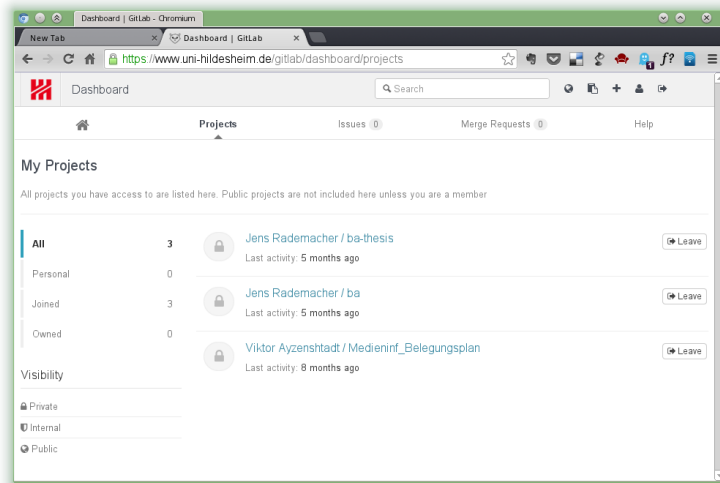 Dashboard | GitLab - Chromium
New Tab × Dashboard | GitLab ×
https://www.uni-hildesheim.de/gitlab/dashboard/projects f? 1
Dashboard Search
Projects Issues 0 Merge Requests 0 Help
My Projects
All projects you have access to are listed here. Public projects are not included here unless you are a member
All 3
Personal 0
Joined 3
Owned 0
Visibility
Private
Internal
Public
Jens Rademacher / ba-thesis
Last activity: 5 months ago
Leave
Jens Rademacher / ba
Last activity: 5 months ago
Leave
Viktor Ayzenshtadt / Medieninf_Belegungsplan
Last activity: 8 months ago
Leave